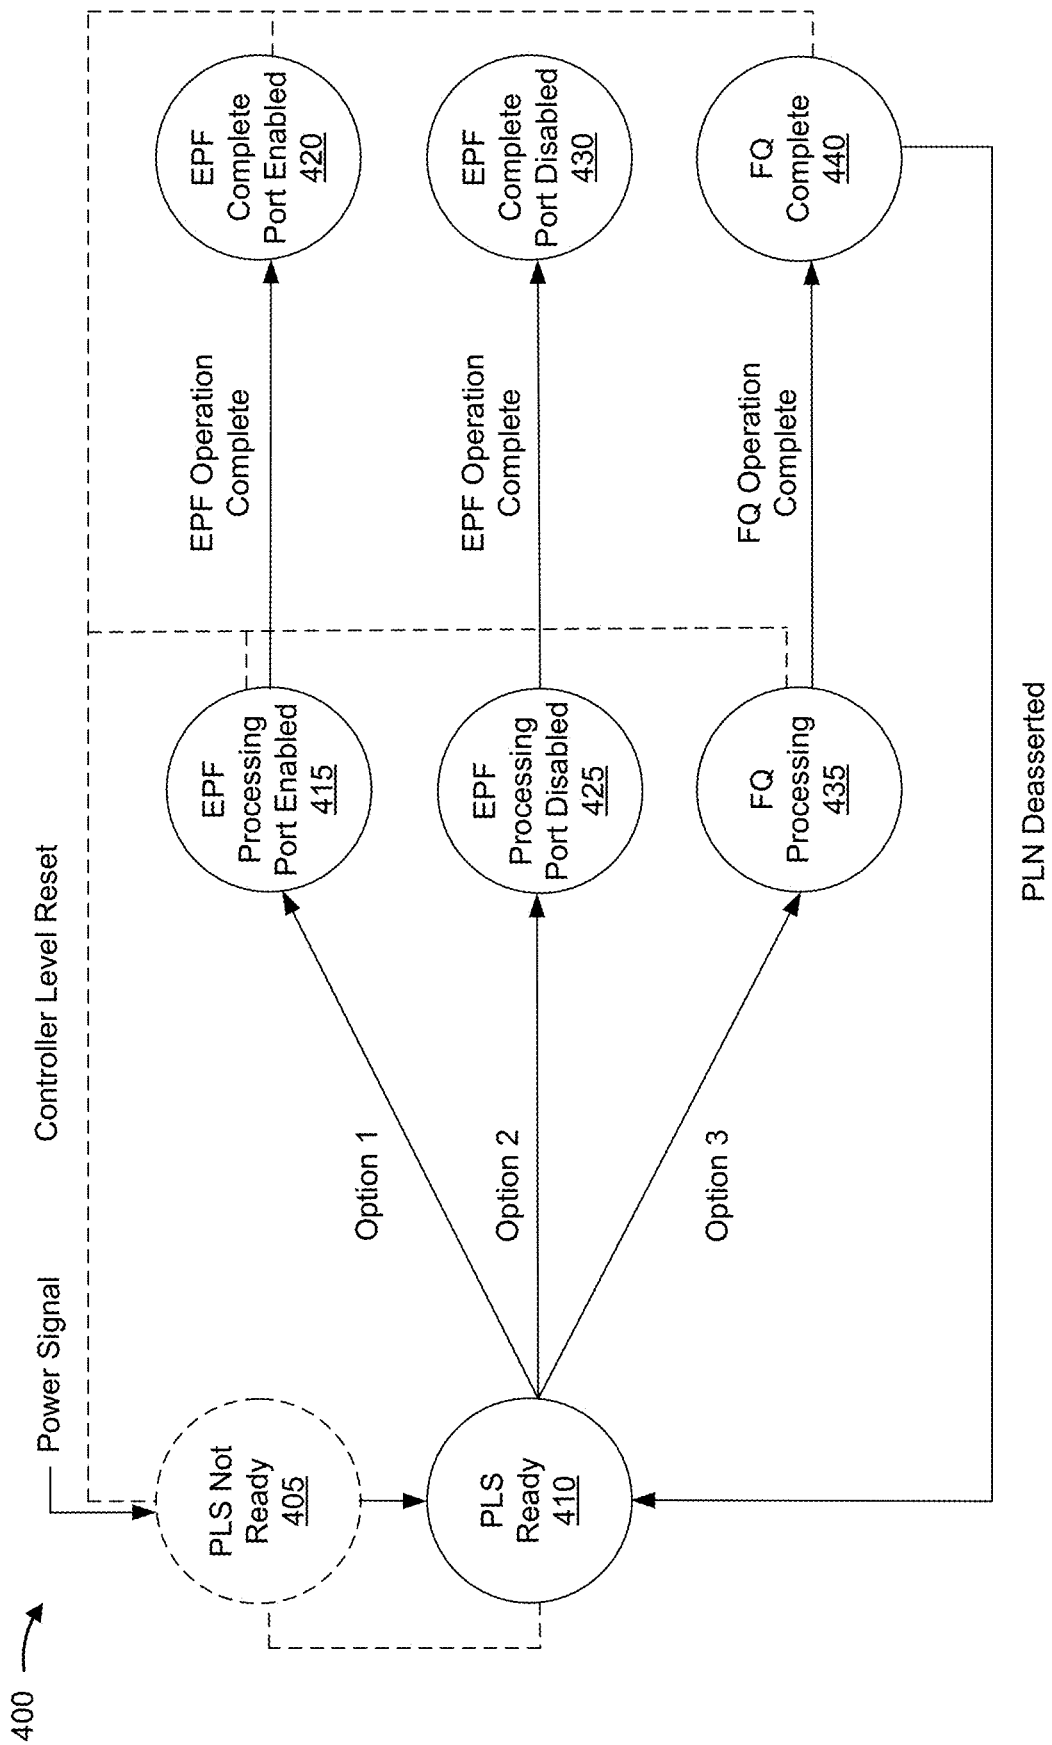 400
Power Signal
Controller Level Reset
PLS Not
Ready
405
PLS
Ready
410
Option 1
Option 2
Option 3
EPF
Processing
Port Enabled
415
EPF
Processing
Port Disabled
425
FQ
Processing
435
EPF Operation
Complete
EPF Operation
Complete
FQ Operation
Complete
EPF
Complete
Port Enabled
420
EPF
Complete
Port Disabled
430
FQ
Complete
440
PLN Deasserted